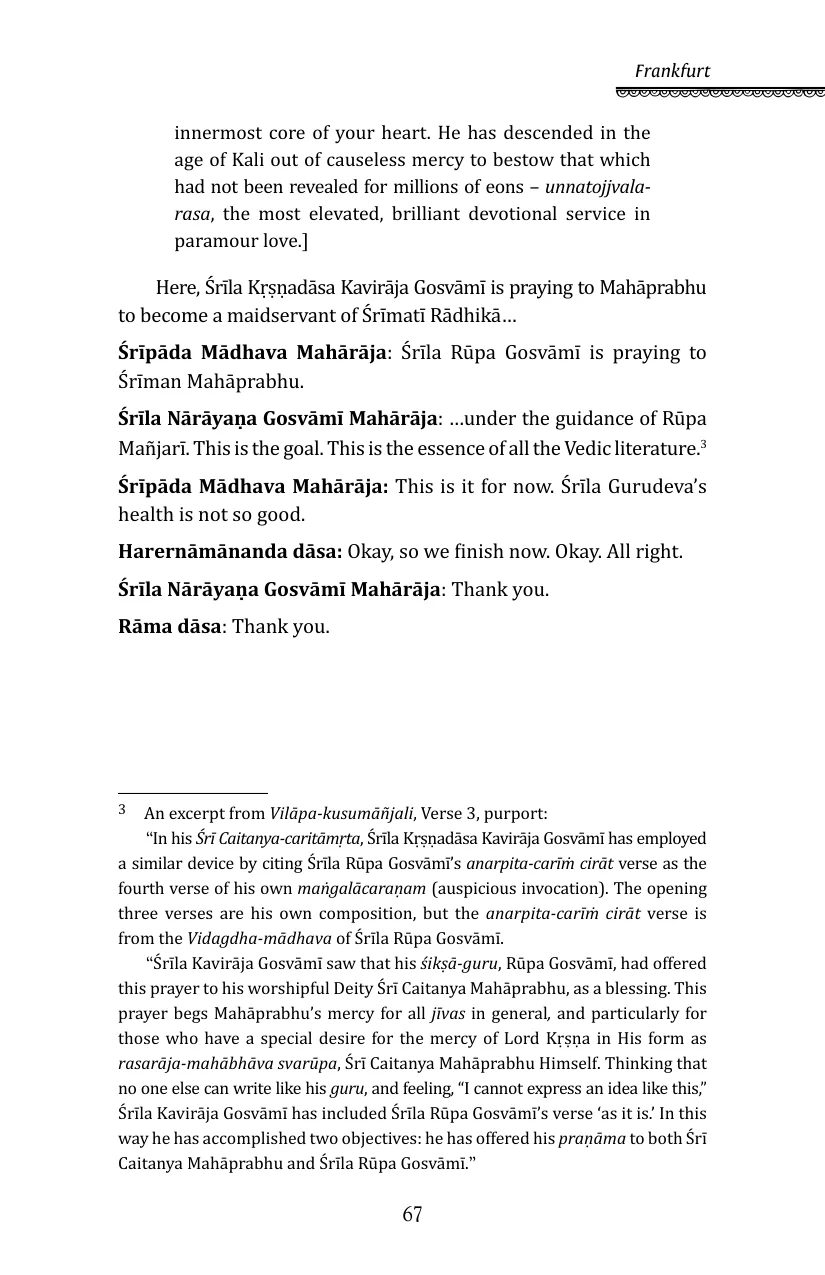 Frankfurt
innermost core of your heart. He has descended in the
age of Kali out of causeless mercy to bestow that which
had not been revealed for millions of eons – unnatojjvala-
rasa, the most elevated, brilliant devotional service in
paramour love.]
Here, Śrīla Kṛṣṇadāsa Kavirāja Gosvāmī is praying to Mahāprabhu
to become a maidservant of Śrīmatī Rādhikā…
Śrīpāda Mādhava Mahārāja: Śrīla Rūpa Gosvāmī is praying to
Śrīman Mahāprabhu.
Śrīla Nārāyaṇa Gosvāmī Mahārāja: …under the guidance of Rūpa
Mañjarī. This is the goal. This is the essence of all the Vedic literature.3
Śrīpāda Mādhava Mahārāja: This is it for now. Śrīla Gurudeva’s
health is not so good.
Harernāmānanda dāsa: Okay, so we finish now. Okay. All right.
Śrīla Nārāyaṇa Gosvāmī Mahārāja: Thank you.
Rāma dāsa: Thank you.
3 An excerpt from Vilāpa-kusumāñjali, Verse 3, purport:
“In his Śrī Caitanya-caritāmṛta, Śrīla Kṛṣṇadāsa Kavirāja Gosvāmī has employed
a similar device by citing Śrīla Rūpa Gosvāmī’s anarpita-carīṁ cirāt verse as the
fourth verse of his own maṅgalācaraṇam (auspicious invocation). The opening
three verses are his own composition, but the anarpita-carīṁ cirāt verse is
from the Vidagdha-mādhava of Śrīla Rūpa Gosvāmī.
“Śrīla Kavirāja Gosvāmī saw that his śikṣā-guru, Rūpa Gosvāmī, had offered
this prayer to his worshipful Deity Śrī Caitanya Mahāprabhu, as a blessing. This
prayer begs Mahāprabhu’s mercy for all jīvas in general, and particularly for
those who have a special desire for the mercy of Lord Kṛṣṇa in His form as
rasarāja-mahābhāva svarūpa, Śrī Caitanya Mahāprabhu Himself. Thinking that
no one else can write like his guru, and feeling, “I cannot express an idea like this,”
Śrīla Kavirāja Gosvāmī has included Śrīla Rūpa Gosvāmī’s verse ‘as it is.’ In this
way he has accomplished two objectives: he has offered his praṇāma to both Śrī
Caitanya Mahāprabhu and Śrīla Rūpa Gosvāmī.”
67